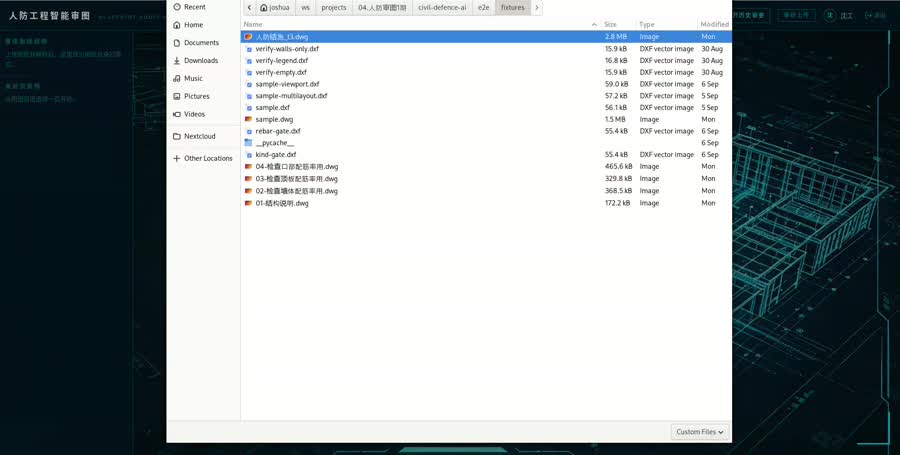 人防工程智能审图
Recent
Home
Documents
Downloads
Music
Pictures
Videos
Nextcloud
Other Locations
joshua ws projects 04.人防审图1期 civil-defence-ai e2e fixtures
Name Size Type Modified
人防结施_t3.dwg 2.8 MB Image Mon
verify-walls-only.dxf 15.9 kB DXF vector image 30 Aug
verify-legend.dxf 16.8 kB DXF vector image 30 Aug
verify-empty.dxf 15.9 kB DXF vector image 30 Aug
sample-viewport.dxf 59.0 kB DXF vector image 6 Sep
sample-multilayout.dxf 57.2 kB DXF vector image 5 Sep
sample.dxf 56.1 kB DXF vector image 5 Sep
sample.dwg 1.5 MB Image Mon
rebar-gate.dxf 55.4 kB DXF vector image 6 Sep
__pycache__ 6 Sep
kind-gate.dxf 55.4 kB DXF vector image 6 Sep
04-检查口部配筋率用.dwg 465.6 kB Image Mon
03-检查顶板配筋率用.dwg 329.8 kB Image Mon
02-检查墙体配筋率用.dwg 368.5 kB Image Mon
01-结构说明.dwg 172.2 kB Image Mon
Custom Files
沈 沈工